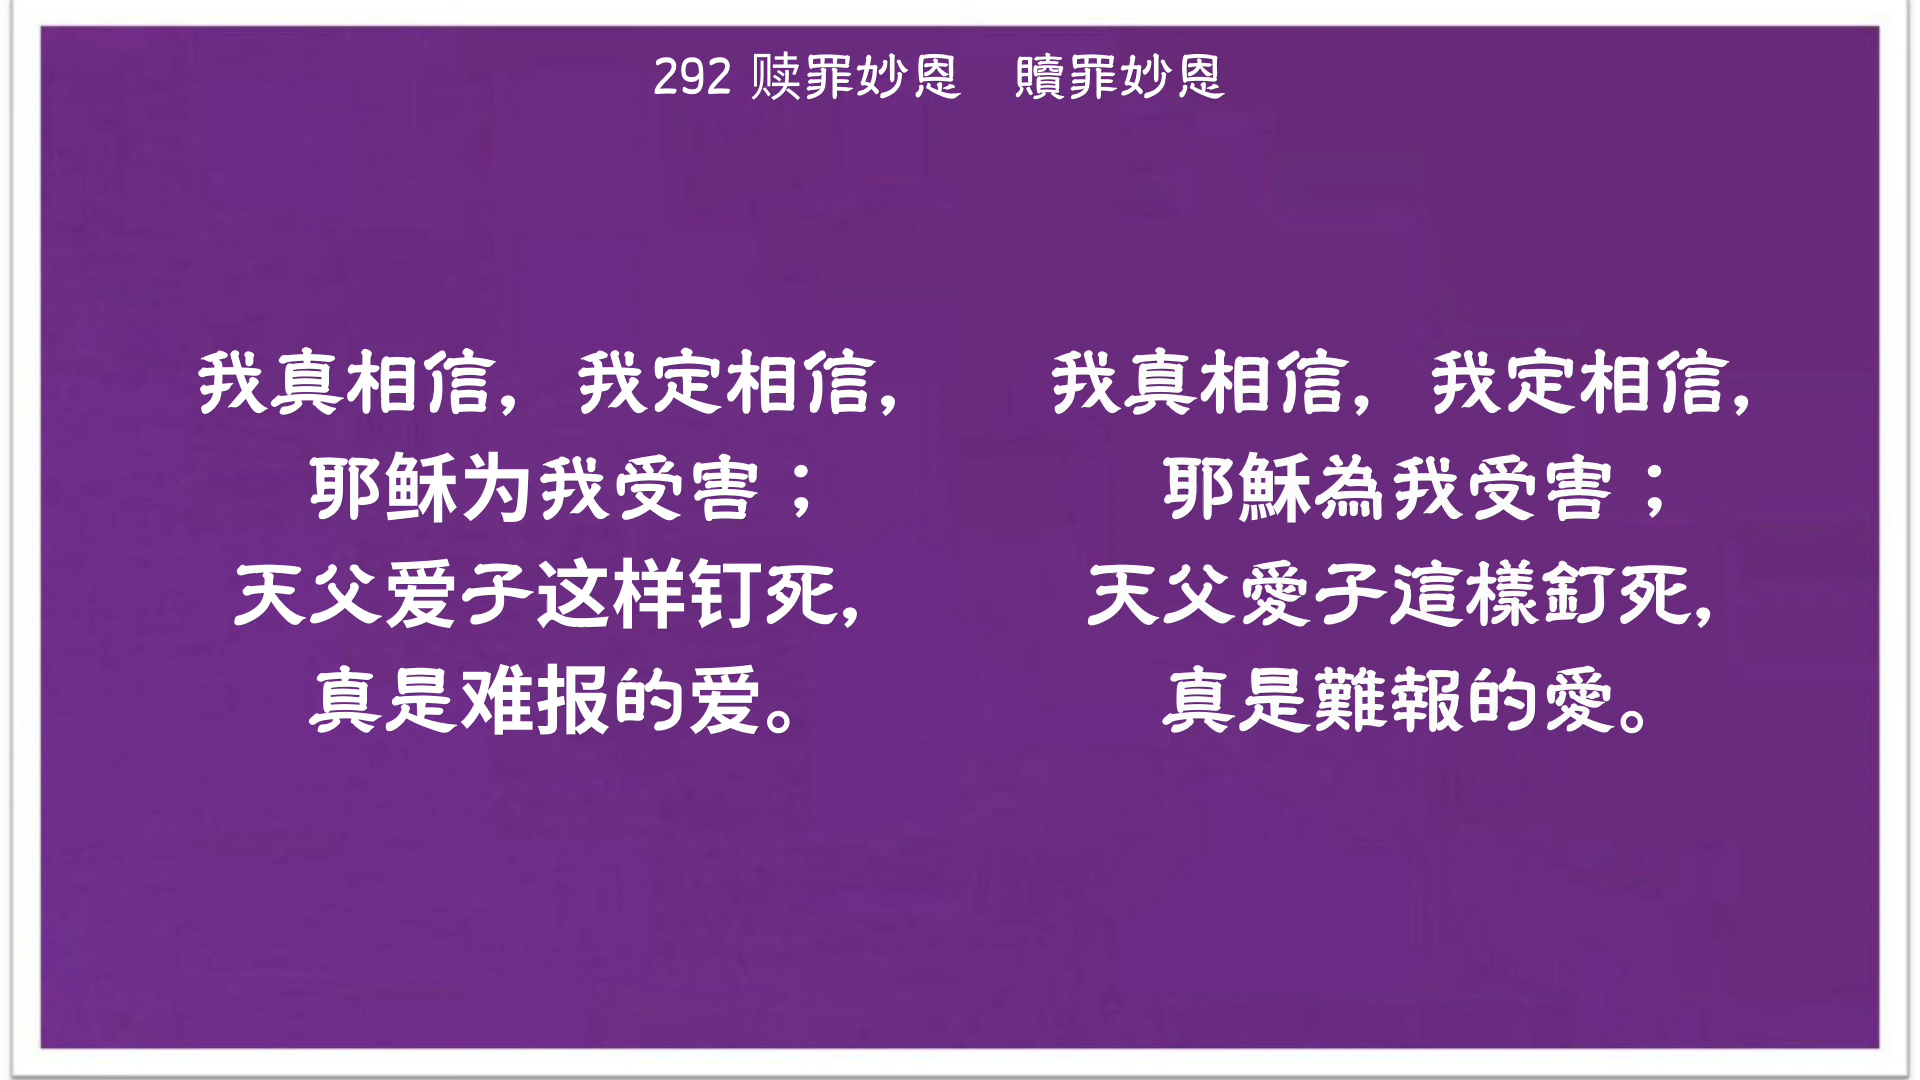 292 赎罪妙恩　贖罪妙恩
我真相信，我定相信，
耶稣为我受害；
天父爱子这样钉死，
真是难报的爱。
我真相信，我定相信，
耶穌為我受害；
天父愛子這樣釘死，
真是難報的愛。